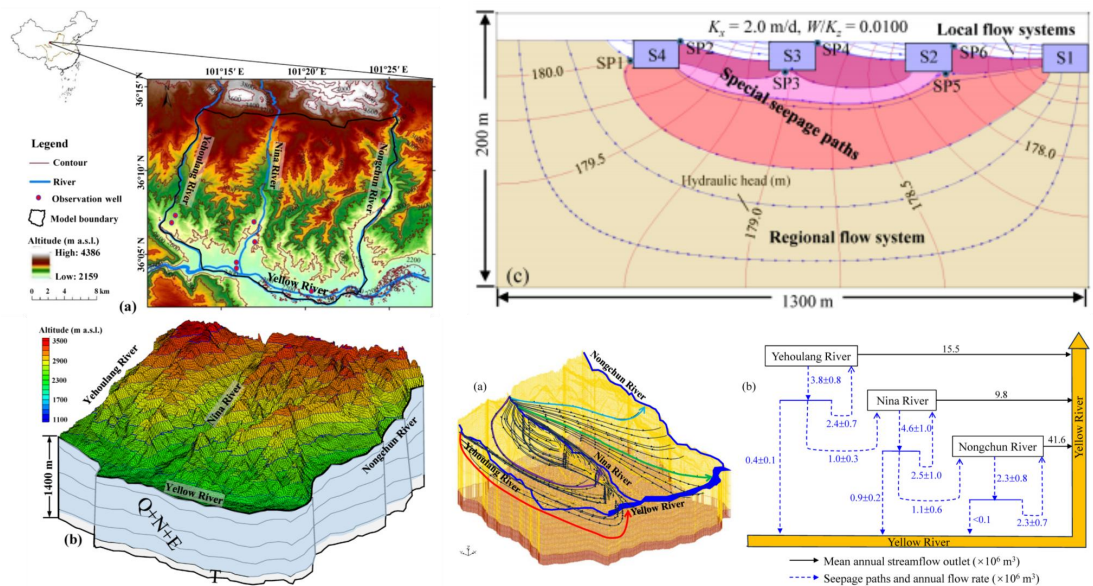 101°15′ E
101°20′ E
101°25′ E
36°15′ N
36°10′ N
36°05′ N
Legend
Contour
River
Observation well
Model boundary
Altitude (m a.s.l.)
High: 4386
Low: 2159
0 2 4 8 km
Yehoulang River
Nina River
Nongchun River
Yellow River
2200
(a)
Kx = 2.0 m/d, W/Kz = 0.0100
Local flow systems
SP1
S4
SP2
S3
SP3
SP4
S2
SP5
SP6
S1
180.0
179.5
179.0
178.5
178.0
Special seepage paths
Hydraulic head (m)
Regional flow system
200 m
1300 m
(c)
Altitude (m a.s.l.)
3500
2900
2300
1700
1100
Yehoulang River
Nina River
Nongchun River
Yellow River
1400 m
Q+N+E
T
(b)
(a)
Nongchun River
Nina River
Yehoulang River
Yellow River
(b)
Yehoulang River
15.5
3.8±0.8
2.4±0.7
Nina River
9.8
4.6±1.0
1.0±0.3
0.4±0.1
2.5±1.0
Nongchun River
41.6
2.3±0.8
0.9±0.2
1.1±0.6
<0.1
2.3±0.7
Yellow River
Yellow River
Mean annual streamflow outlet (×10⁶ m³)
Seepage paths and annual flow rate (×10⁶ m³)